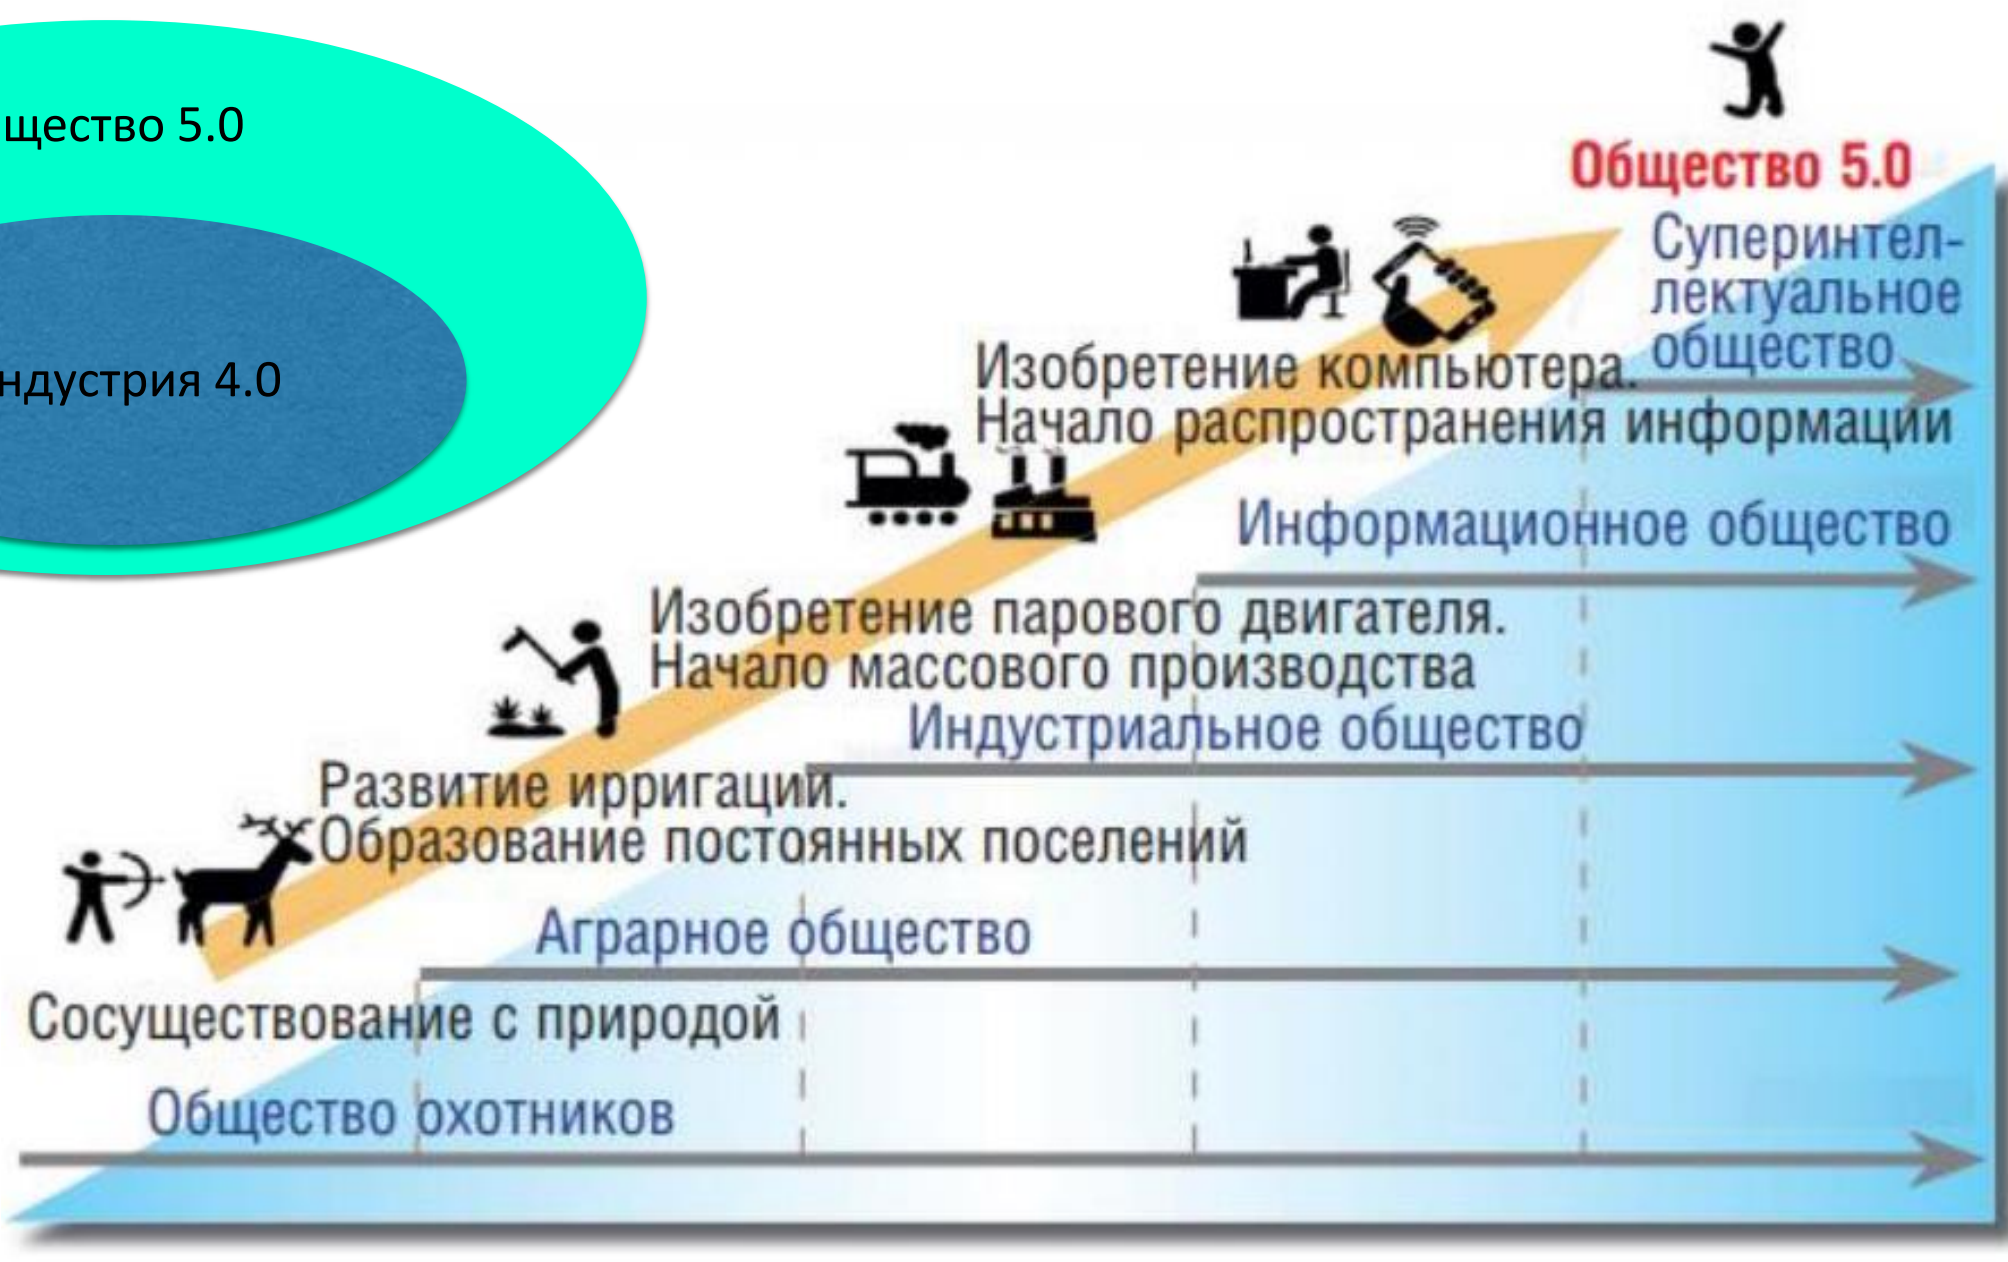 щество 5.0
ндустрия 4.0
Общество 5.0
Суперинтел-
лектуальное
общество
Изобретение компьютера.
Начало распространения информации
Информационное общество
Изобретение парового двигателя.
Начало массового производства
Индустриальное общество
Развитие ирригации.
Образование постоянных поселений
Аграрное общество
Сосуществование с природой
Общество охотников